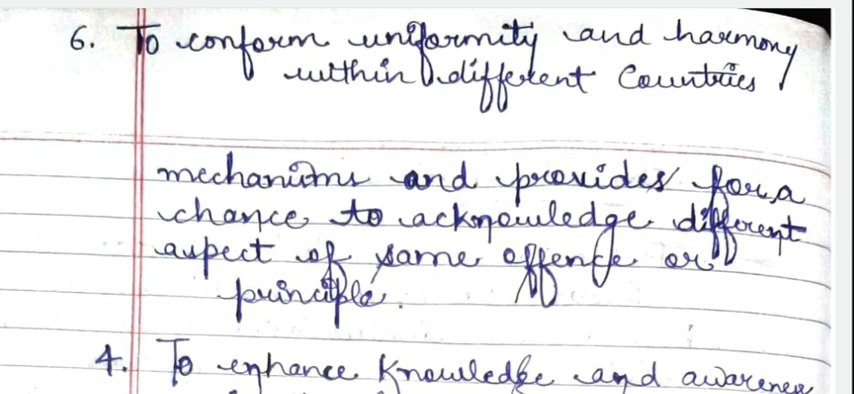 6. To conform uniformity and harmony
within different Countries
mechanisms and provides for a
chance to acknowledge different
aspect of same offence or
principle.
4. To enhance Knowledge and awareness